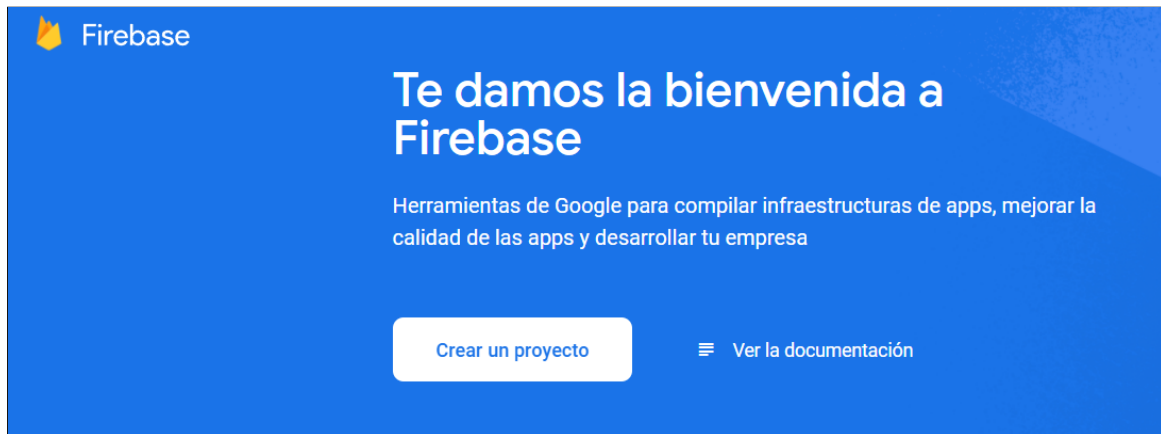 Firebase
Te damos la bienvenida a
Firebase
Herramientas de Google para compilar infraestructuras de apps, mejorar la
calidad de las apps y desarrollar tu empresa
Crear un proyecto
Ver la documentación